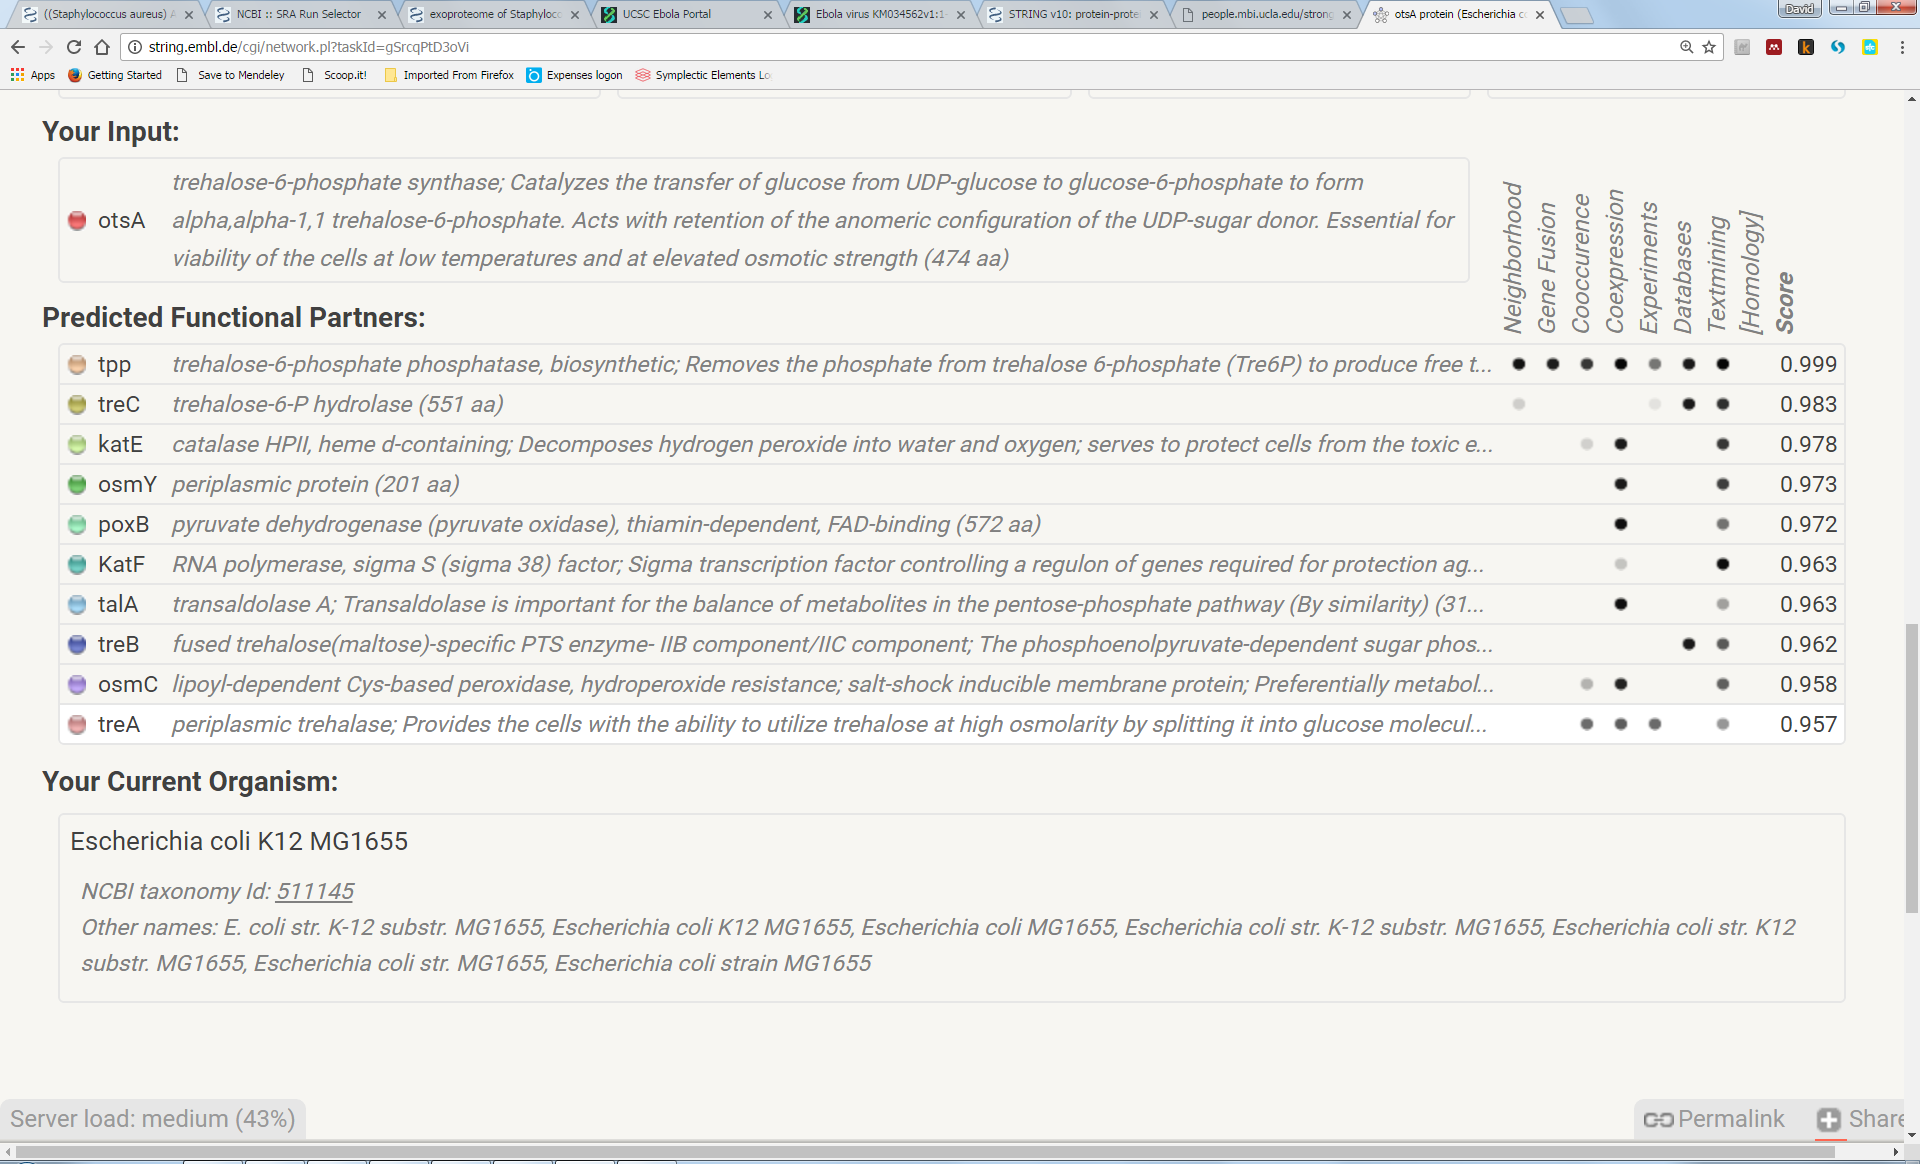 ((Staphylococcus aureus) A
NCBI :: SRA Run Selector
exoproteome of Staphyloco
UCSC Ebola Portal
Ebola virus KM034562v1:1
STRING v10: protein-prote
people.mbi.ucla.edu/strong
otsA protein (Escherichia c
David
string.embl.de/cgi/network.pl?taskId=gSrcqPtD3oVi
Apps
Getting Started
Save to Mendeley
Scoop.it!
Imported From Firefox
Expenses logon
Symplectic Elements Lo
Your Input:
otsA
trehalose-6-phosphate synthase; Catalyzes the transfer of glucose from UDP-glucose to glucose-6-phosphate to form
alpha,alpha-1,1 trehalose-6-phosphate. Acts with retention of the anomeric configuration of the UDP-sugar donor. Essential for
viability of the cells at low temperatures and at elevated osmotic strength (474 aa)
Neighborhood
Gene Fusion
Cooccurence
Coexpression
Experiments
Databases
Textmining
[Homology]
Score
Predicted Functional Partners:
tpp trehalose-6-phosphate phosphatase, biosynthetic; Removes the phosphate from trehalose 6-phosphate (Tre6P) to produce free t... 0.999
treC trehalose-6-P hydrolase (551 aa) 0.983
katE catalase HPII, heme d-containing; Decomposes hydrogen peroxide into water and oxygen; serves to protect cells from the toxic e... 0.978
osmY periplasmic protein (201 aa) 0.973
poxB pyruvate dehydrogenase (pyruvate oxidase), thiamin-dependent, FAD-binding (572 aa) 0.972
KatF RNA polymerase, sigma S (sigma 38) factor; Sigma transcription factor controlling a regulon of genes required for protection ag... 0.963
talA transaldolase A; Transaldolase is important for the balance of metabolites in the pentose-phosphate pathway (By similarity) (31... 0.963
treB fused trehalose(maltose)-specific PTS enzyme- IIB component/IIC component; The phosphoenolpyruvate-dependent sugar phos... 0.962
osmC lipoyl-dependent Cys-based peroxidase, hydroperoxide resistance; salt-shock inducible membrane protein; Preferentially metabol... 0.958
treA periplasmic trehalase; Provides the cells with the ability to utilize trehalose at high osmolarity by splitting it into glucose molecul... 0.957
Your Current Organism:
Escherichia coli K12 MG1655
NCBI taxonomy Id: 511145
Other names: E. coli str. K-12 substr. MG1655, Escherichia coli K12 MG1655, Escherichia coli MG1655, Escherichia coli str. K-12 substr. MG1655, Escherichia coli str. K12
substr. MG1655, Escherichia coli str. MG1655, Escherichia coli strain MG1655
Server load: medium (43%)
Permalink
Share